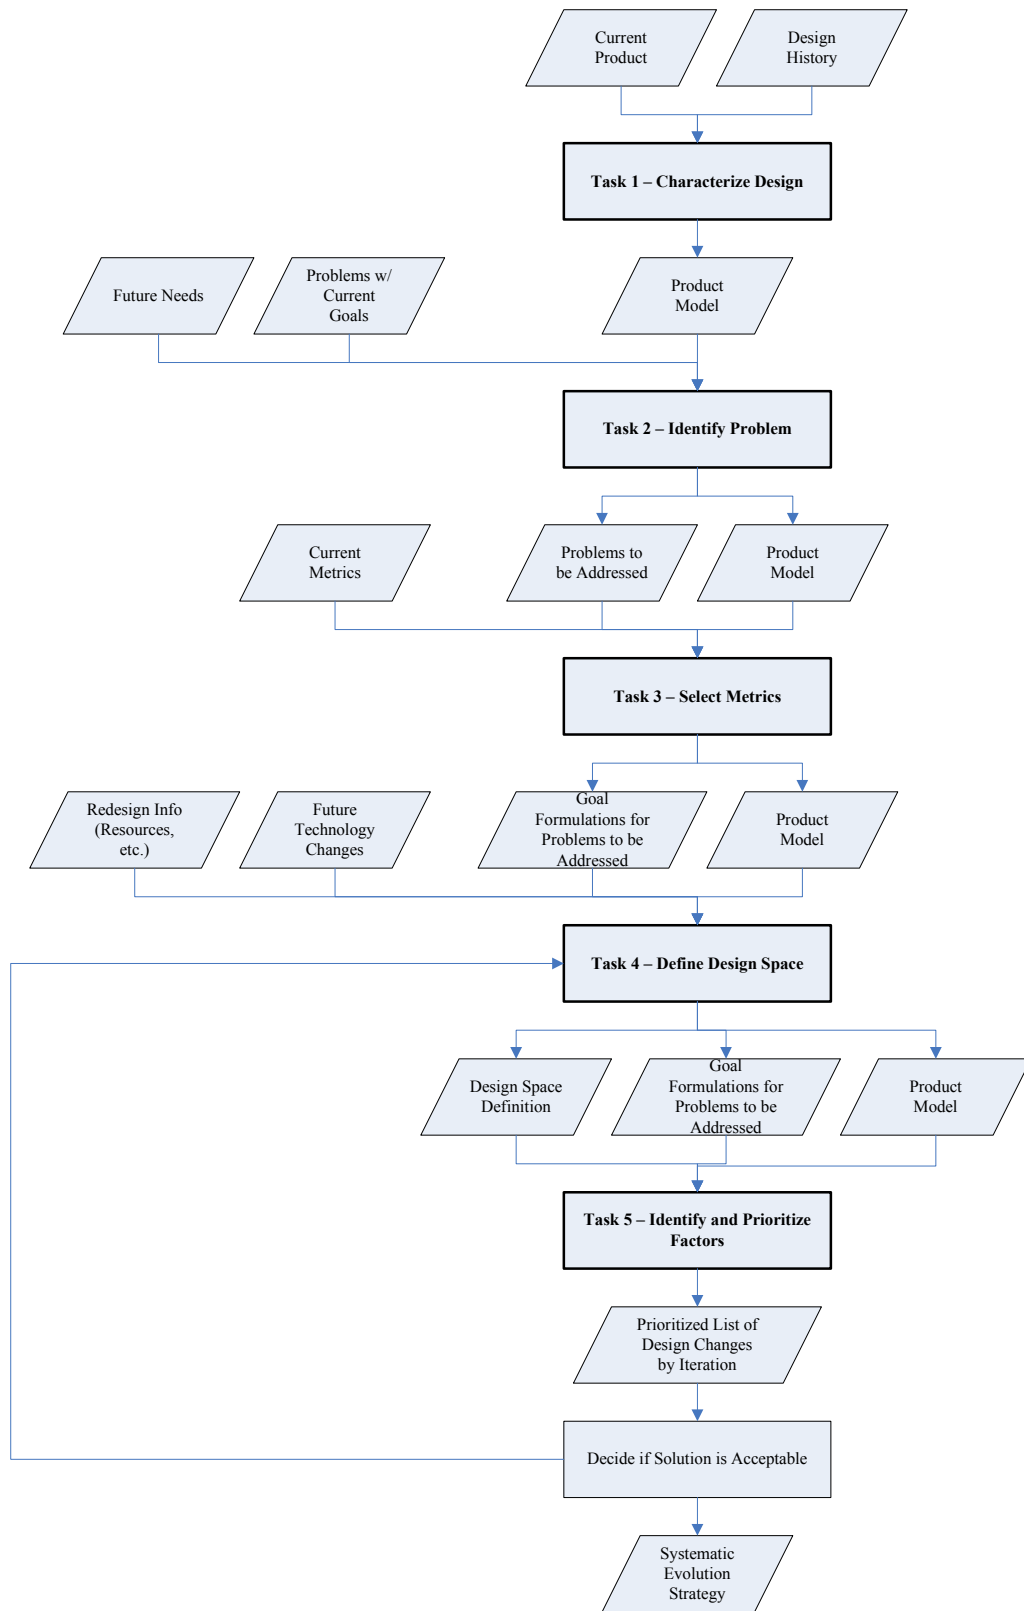 Current
Product
Design
History
Task 1 – Characterize Design
Future Needs
Problems w/
Current
Goals
Product
Model
Task 2 – Identify Problem
Current
Metrics
Problems to
be Addressed
Product
Model
Task 3 – Select Metrics
Redesign Info
(Resources,
etc.)
Future
Technology
Changes
Goal
Formulations for
Problems to be
Addressed
Product
Model
Task 4 – Define Design Space
Design Space
Definition
Goal
Formulations for
Problems to be
Addressed
Product
Model
Task 5 – Identify and Prioritize
Factors
Prioritized List of
Design Changes
by Iteration
Decide if Solution is Acceptable
Systematic
Evolution
Strategy